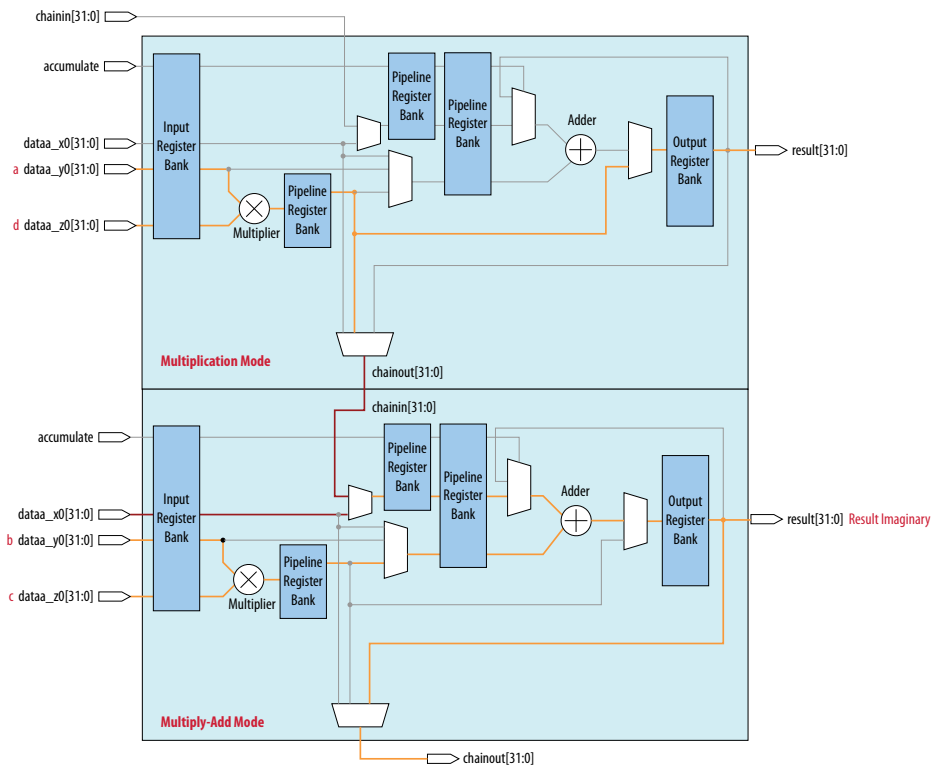 chainin[31:0]
accumulate
dataa_x0[31:0]
a dataa_y0[31:0]
d dataa_z0[31:0]
Input
Register
Bank
Multiplier
Pipeline
Register
Bank
Pipeline
Register
Bank
Pipeline
Register
Bank
Adder
Output
Register
Bank
result[31:0]
Multiplication Mode
chainout[31:0]
chainin[31:0]
accumulate
dataa_x0[31:0]
b dataa_y0[31:0]
c dataa_z0[31:0]
Input
Register
Bank
Multiplier
Pipeline
Register
Bank
Pipeline
Register
Bank
Pipeline
Register
Bank
Adder
Output
Register
Bank
result[31:0] Result Imaginary
Multiply-Add Mode
chainout[31:0]